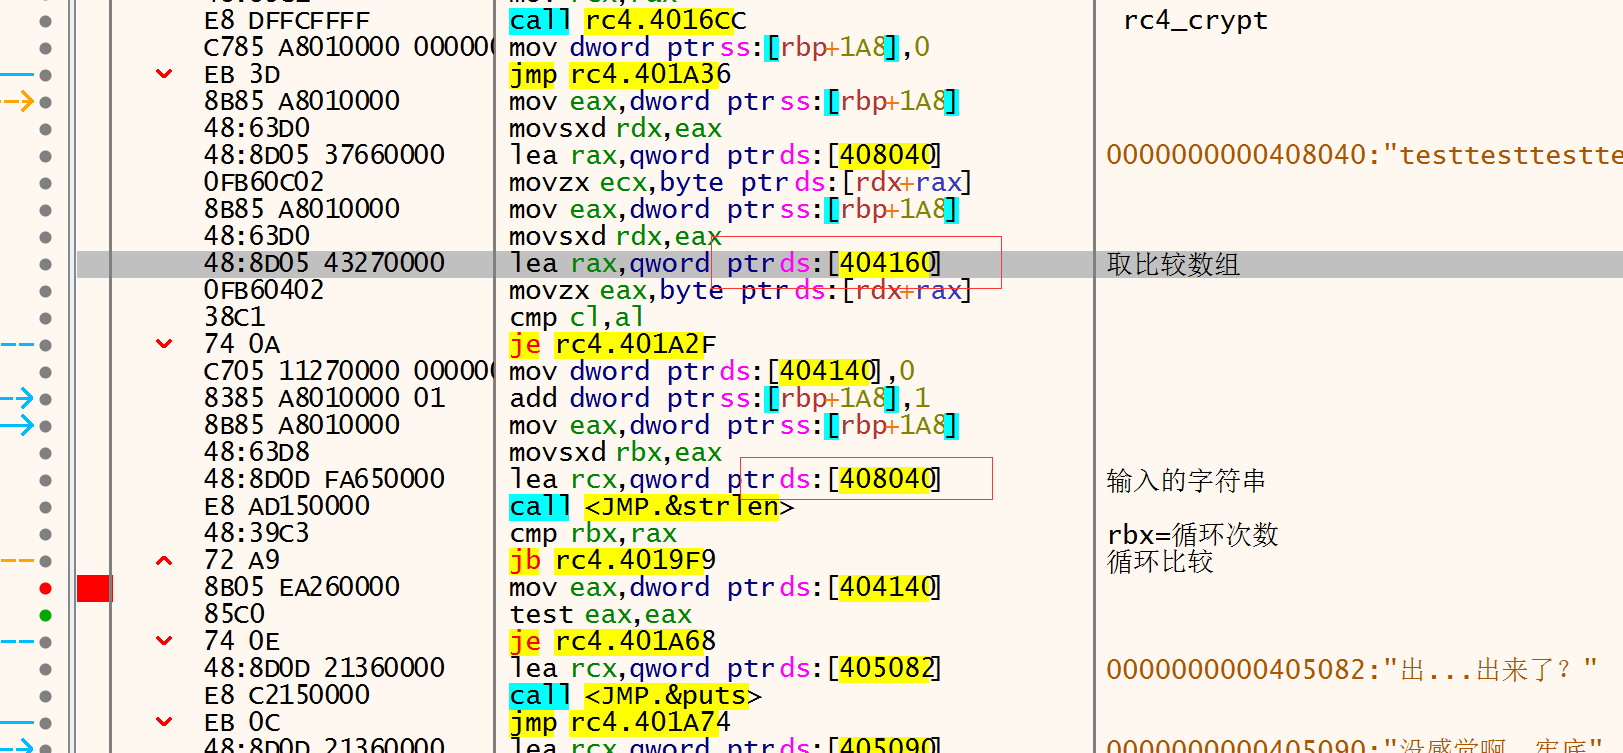 E8 DFFCFFFF call rc4.4016CC rc4_crypt
C785 A8010000 00000 mov dword ptr ss:[rbp+1A8],0
EB 3D jmp rc4.401A36
8B85 A8010000 mov eax,dword ptr ss:[rbp+1A8]
48:63D0 movsxd rdx,eax
48:8D05 37660000 lea rax,qword ptr ds:[408040] 0000000000408040:"testtesttestte
0FB60C02 movzx ecx,byte ptr ds:[rdx+rax]
8B85 A8010000 mov eax,dword ptr ss:[rbp+1A8]
48:63D0 movsxd rdx,eax
48:8D05 43270000 lea rax,qword ptr ds:[404160] 取比较数组
0FB60402 movzx eax,byte ptr ds:[rdx+rax]
38C1 cmp cl,al
74 0A je rc4.401A2F
C705 11270000 00000 mov dword ptr ds:[404140],0
8385 A8010000 01 add dword ptr ss:[rbp+1A8],1
8B85 A8010000 mov eax,dword ptr ss:[rbp+1A8]
48:63D8 movsxd rbx,eax
48:8D0D FA650000 lea rcx,qword ptr ds:[408040] 输入的字符串
E8 AD150000 call <JMP.&strlen>
48:39C3 cmp rbx,rax rbx=循环次数
72 A9 jb rc4.4019F9 循环比较
8B05 EA260000 mov eax,dword ptr ds:[404140]
85C0 test eax,eax
74 0E je rc4.401A68
48:8D0D 21360000 lea rcx,qword ptr ds:[405082] 0000000000405082:"出...出来了？"
E8 C2150000 call <JMP.&puts>
EB 0C jmp rc4.401A74
48:8D0D 21360000 lea rcx,qword ptr ds:[405090] 0000000000405090:"没感觉啊，牢底"